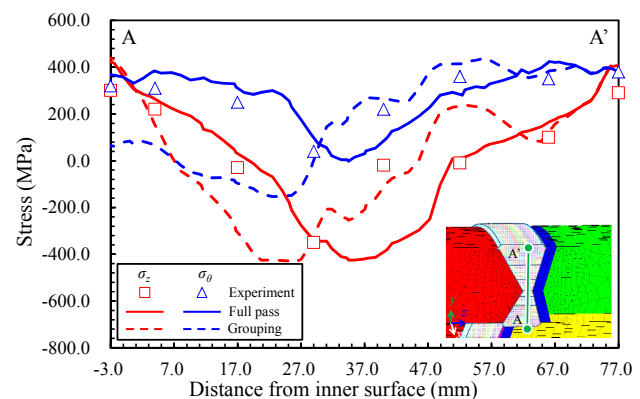 A A'
600.0
400.0
200.0
0.0
-200.0
-400.0
-600.0
-800.0
Stress (MPa)
σz σθ
Experiment
Full pass
Grouping
A'
A
-3.0 7.0 17.0 27.0 37.0 47.0 57.0 67.0 77.0
Distance from inner surface (mm)